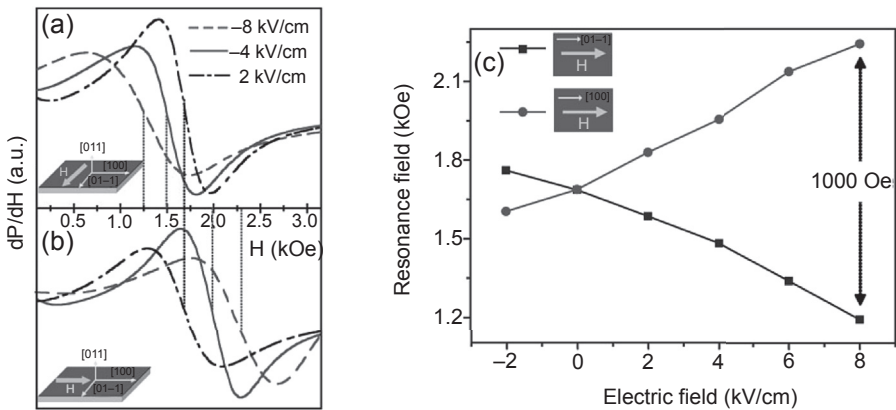 (a)
–8 kV/cm
–4 kV/cm
2 kV/cm
[011]
H
[100]
[01–1]
dP/dH (a.u.)
0.5 1.0 1.5 2.0 2.5 3.0
H (kOe)
(b)
[011]
H
[100]
[01–1]
(c)
[01–1]
H
[100]
H
1000 Oe
Resonance field (kOe)
2.1
1.8
1.5
1.2
–2 0 2 4 6 8
Electric field (kV/cm)